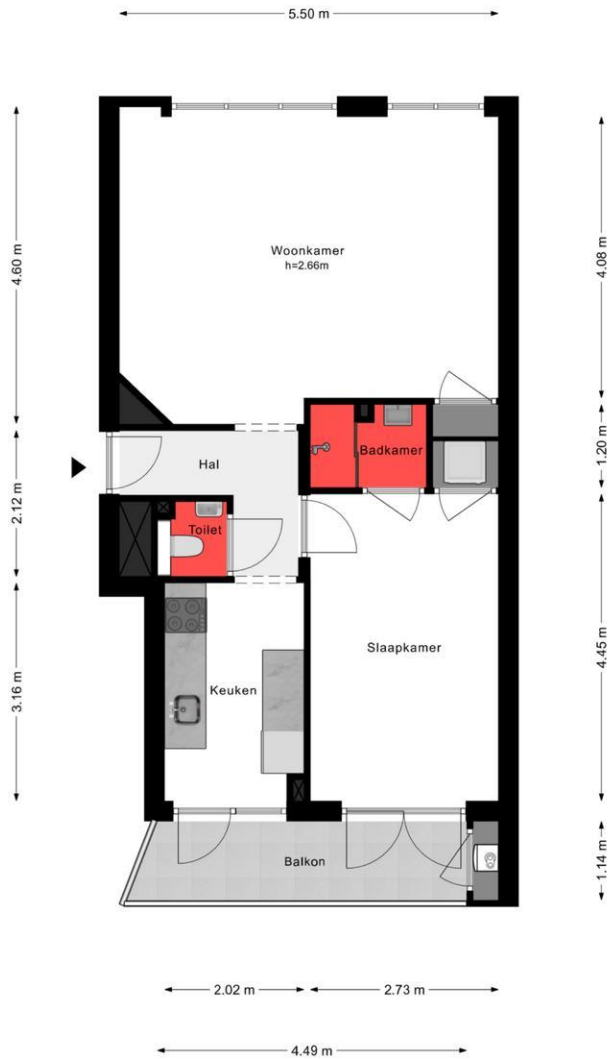 5.50 m
4.60 m
4.08 m
Woonkamer
h=2.66m
1.20 m
Badkamer
Hal
2.12 m
Toilet
4.45 m
Slaapkamer
3.16 m
Keuken
1.14 m
Balkon
2.02 m
2.73 m
4.49 m